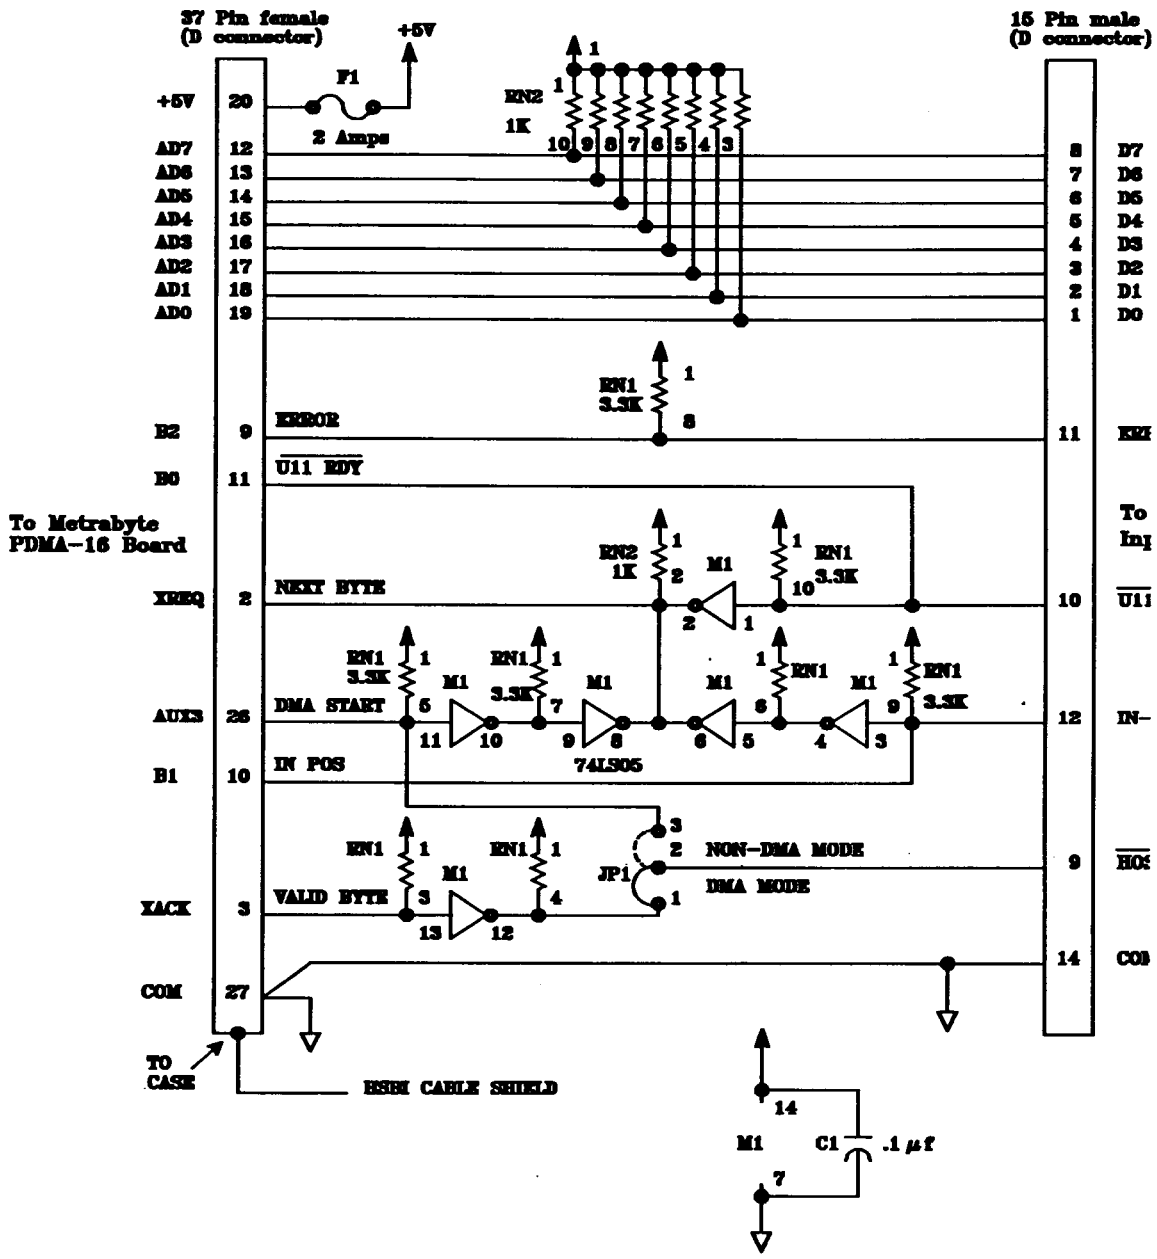 37 Pin female
(D connector)
15 Pin male
(D connector)
+5V
F1
2 Amps
+5V 20
1
1
RN2
1K
10 9 8 7 6 5 4 3
AD7 12
8 D7
AD6 13
7 D6
AD5 14
6 D5
AD4 15
5 D4
AD3 16
4 D3
AD2 17
3 D2
AD1 18
2 D1
AD0 19
1 D0
RN1
3.3K
1
8
B2 9 ERROR
11
B0 11 U11 RDY
To Metrabyte
PDMA-16 Board
To
RN2
1K
1
2
M1
2 1
1
RN1
3.3K
10
XREQ 2 NEXT BYTE
10 U11
RN1
3.3K
1
5
RN1
3.3K
1
7
1 RN1
6
1
RN1
3.3K
9
AUX3 26 DMA START
M1
11 10
M1
9 8
74LS05
M1
6 5
M1
4 3
12 IN-
B1 10 IN POS
RN1 1
3
RN1 1
4
M1
13 12
JP1
3
2
1
NON-DMA MODE
DMA MODE
9
XACK 3 VALID BYTE
14
COM 27
TO
CASE
HSBI CABLE SHIELD
14
M1
7
C1
.1 μf